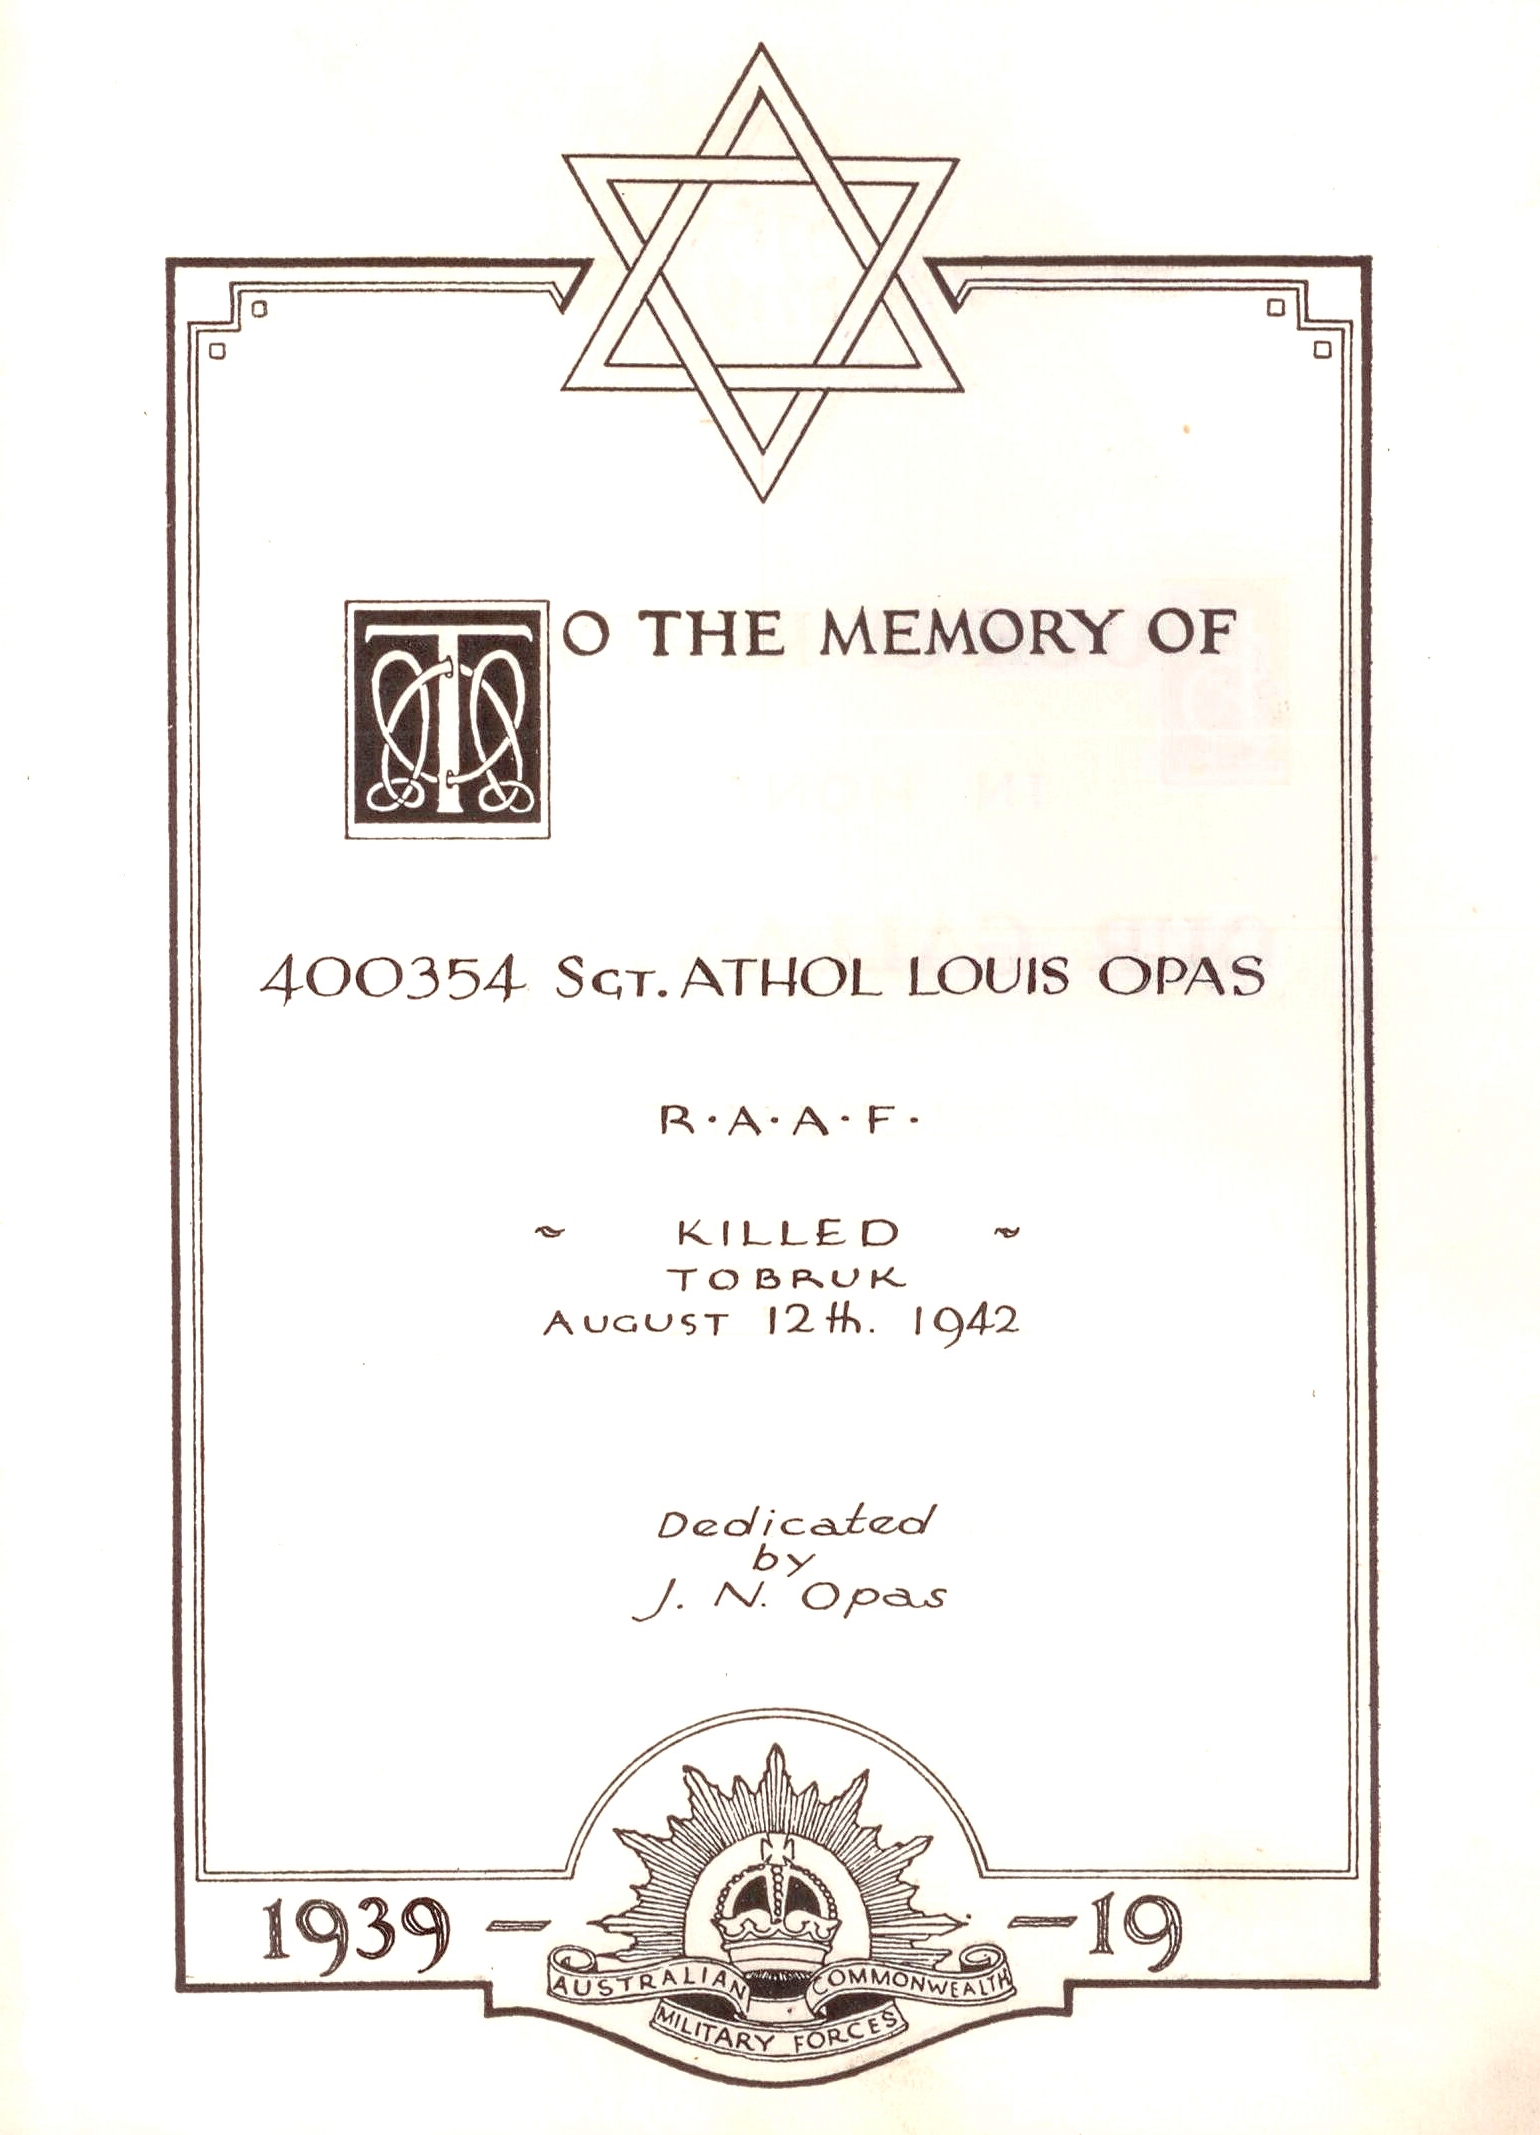 TO THE MEMORY OF
400354 SGT. ATHOL LOUIS OPAS
R·A·A·F·
~ KILLED ~
TOBRUK
AUGUST 12th. 1942
Dedicated
by
J. N. Opas
1939 — — 19
AUSTRALIAN COMMONWEALTH
MILITARY FORCES